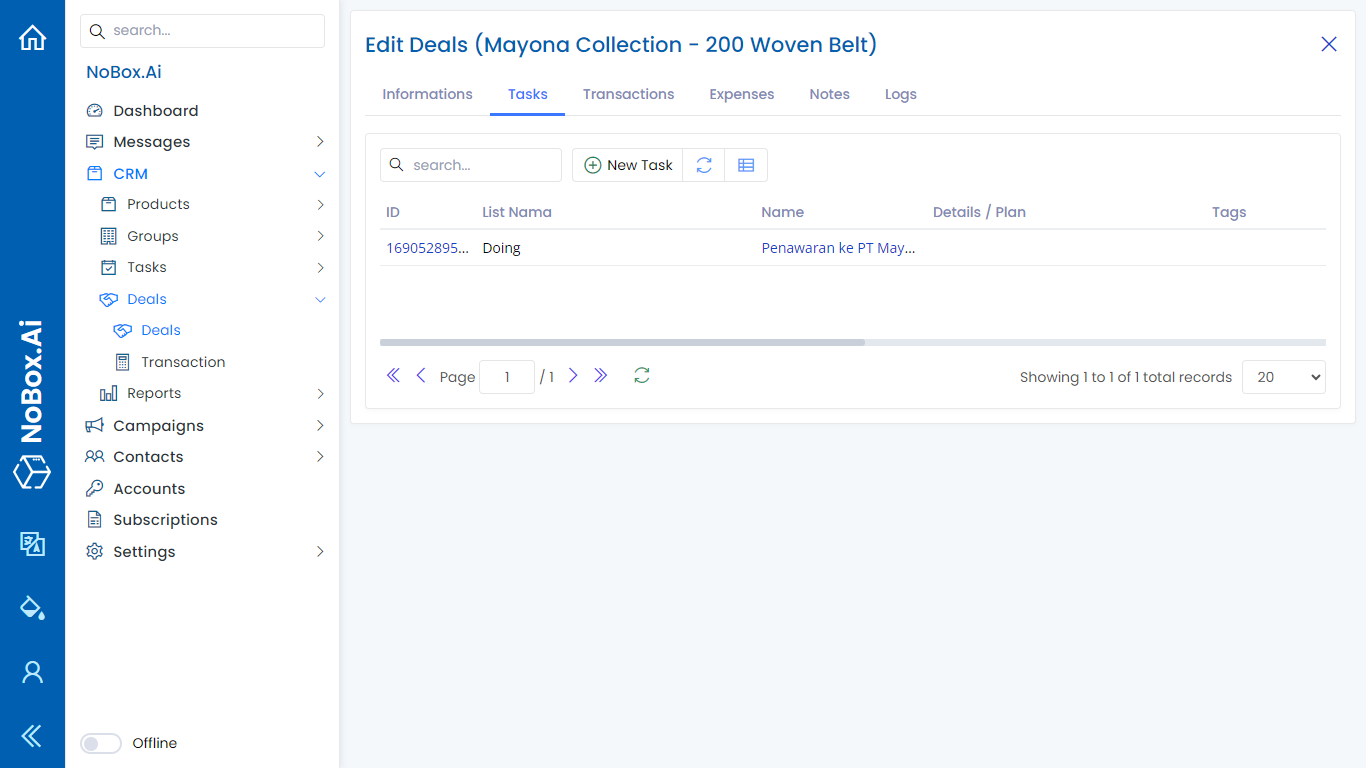 NoBox.Ai
search...
NoBox.Ai
Dashboard
Messages
CRM
Products
Groups
Tasks
Deals
Deals
Transaction
Reports
Campaigns
Contacts
Accounts
Subscriptions
Settings
Offline
Edit Deals (Mayona Collection - 200 Woven Belt)
Informations Tasks Transactions Expenses Notes Logs
search... New Task
ID List Nama Name Details / Plan Tags
169052895... Doing Penawaran ke PT May...
Page 1 / 1 Showing 1 to 1 of 1 total records 20